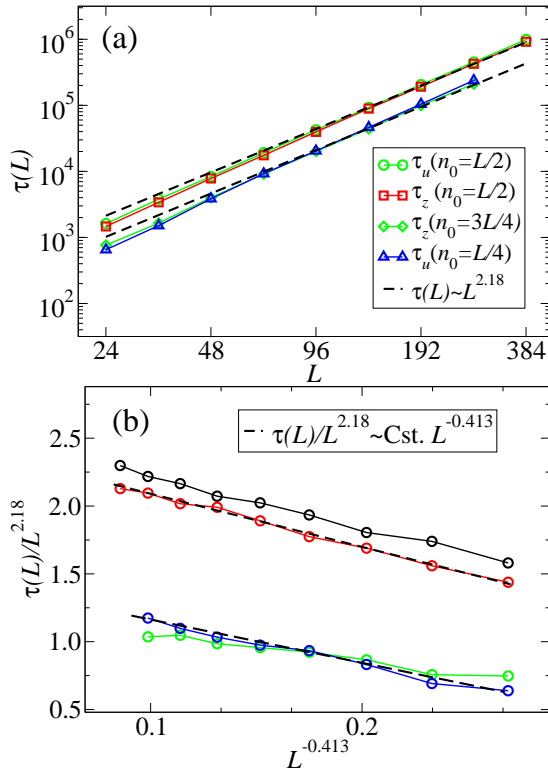 (a)
10^6
10^5
10^4
10^3
10^2
τ(L)
τ_u(n_0=L/2)
τ_z (n_0=L/2)
τ_z(n_0=3L/4)
τ_u(n_0=L/4)
τ(L)~L^2.18
24 48 96 192 384
L
(b)
τ(L)/L^2.18~Cst. L^-0.413
2.5
2.0
1.5
1.0
0.5
τ(L)/L^2.18
0.1 0.2
L^-0.413